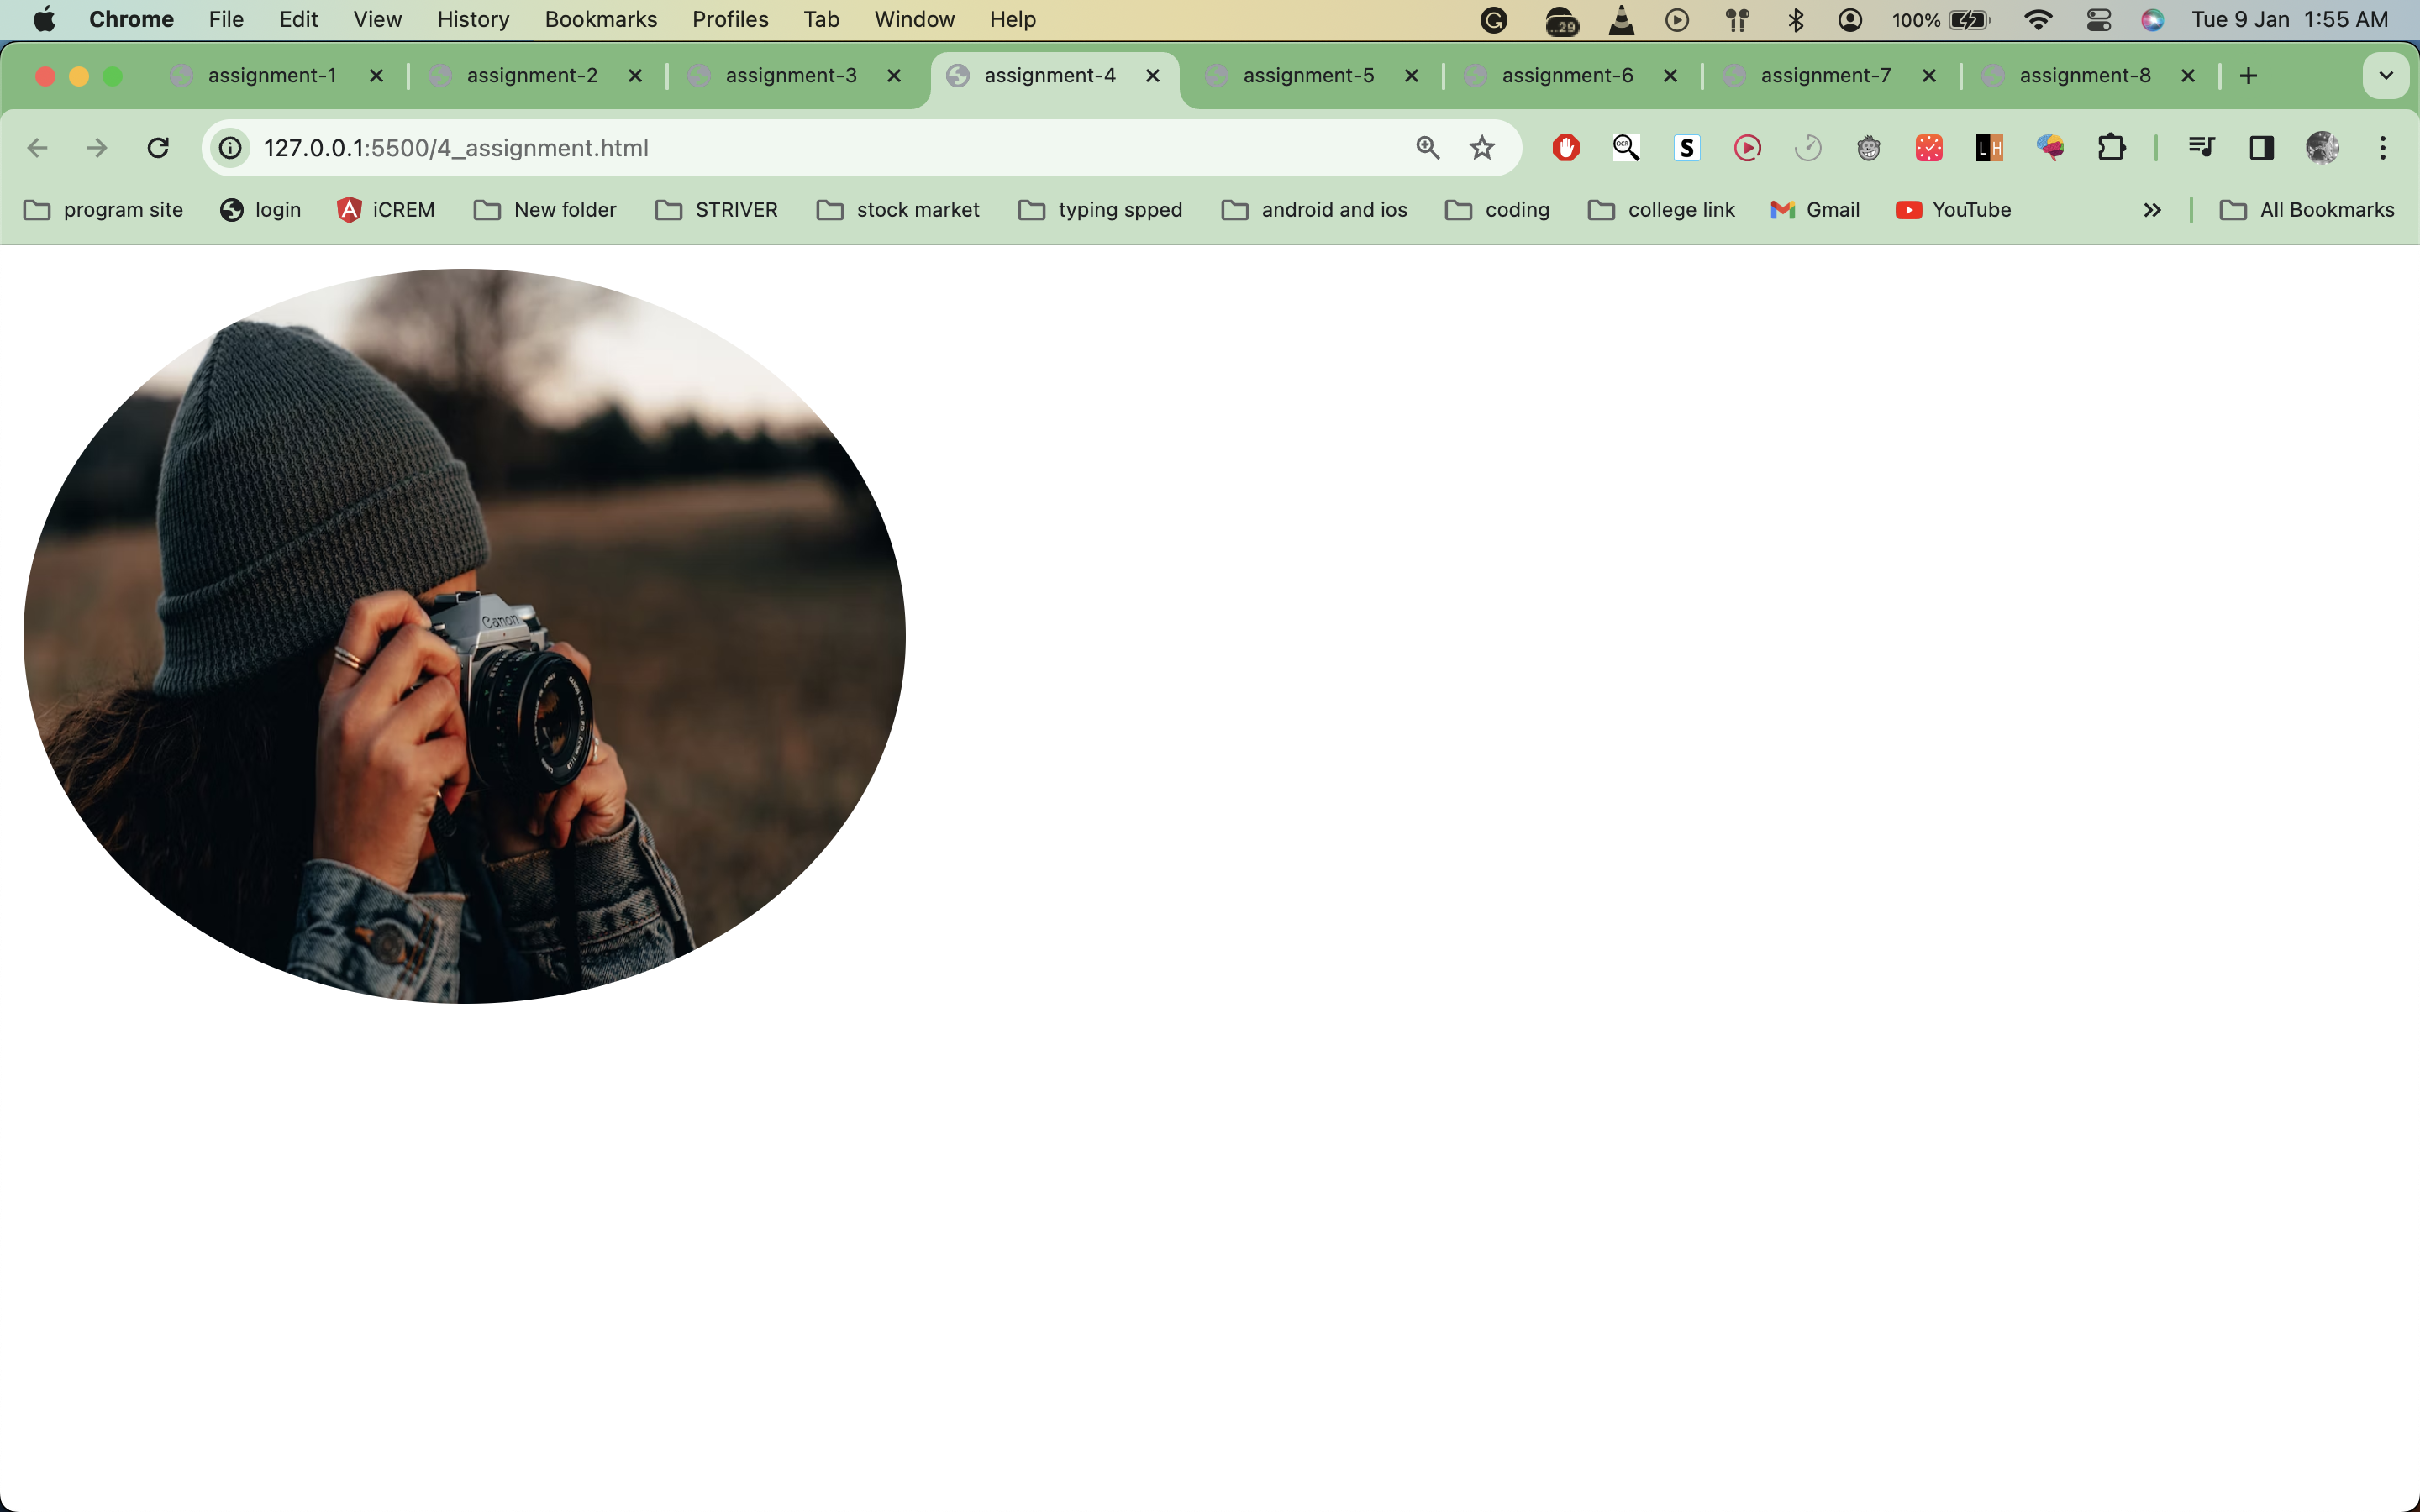 Chrome File Edit View History Bookmarks Profiles Tab Window Help .29 100% Tue 9 Jan 1:55 AM
assignment-1 assignment-2 assignment-3 assignment-4 assignment-5 assignment-6 assignment-7 assignment-8
127.0.0.1:5500/4_assignment.html OCR S L H
program site login iCREM New folder STRIVER stock market typing spped android and ios coding college link Gmail YouTube All Bookmarks
Canon